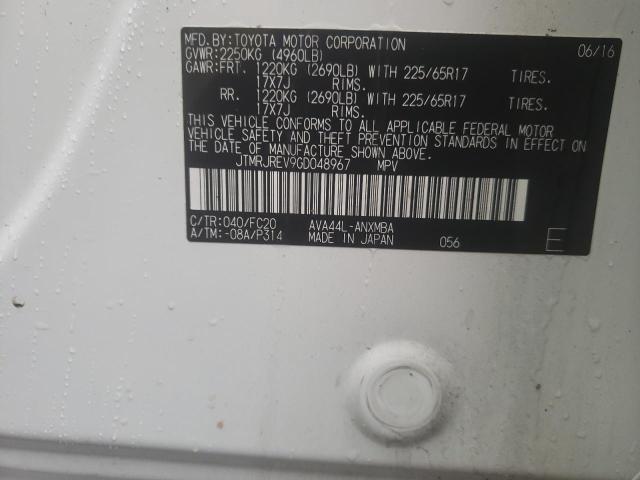 MFD.BY:TOYOTA MOTOR CORPORATION 06/16
GVWR:2250KG (4960LB)
GAWR:FRT. 1220KG (2690LB) WITH 225/65R17 TIRES.
17X7J RIMS.
RR. 1220KG (2690LB) WITH 225/65R17 TIRES.
17X7J RIMS.
THIS VEHICLE CONFORMS TO ALL APPLICABLE FEDERAL MOTOR
VEHICLE SAFETY AND THEFT PREVENTION STANDARDS IN EFFECT ON
THE DATE OF MANUFACTURE SHOWN ABOVE.
JTMRJREV9GD048967 MPV
C/TR:040/FC20 AVA44L-ANXMBA
A/TM:-08A/P314 MADE IN JAPAN 056 E